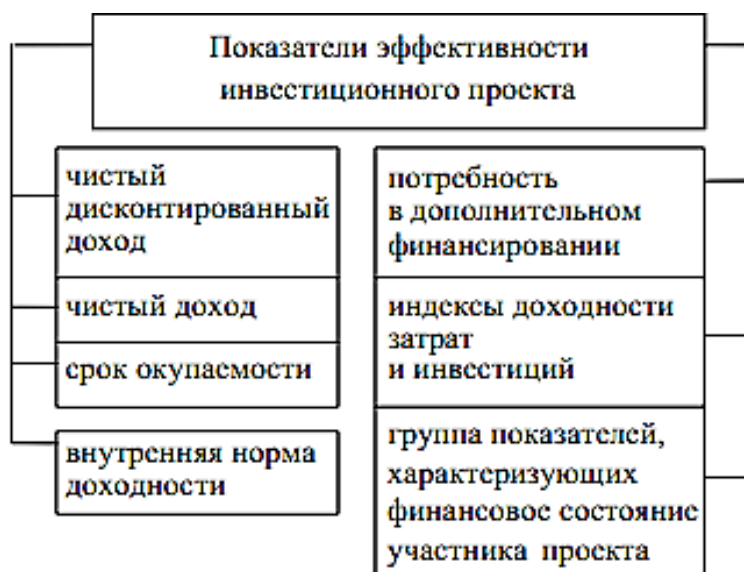 Показатели эффективности
инвестиционного проекта
чистый
дисконтированный
доход
чистый доход
срок окупаемости
внутренняя норма
доходности
потребность
в дополнительном
финансировании
индексы доходности
затрат
и инвестиций
группа показателей,
характеризующих
финансовое состояние
участника проекта